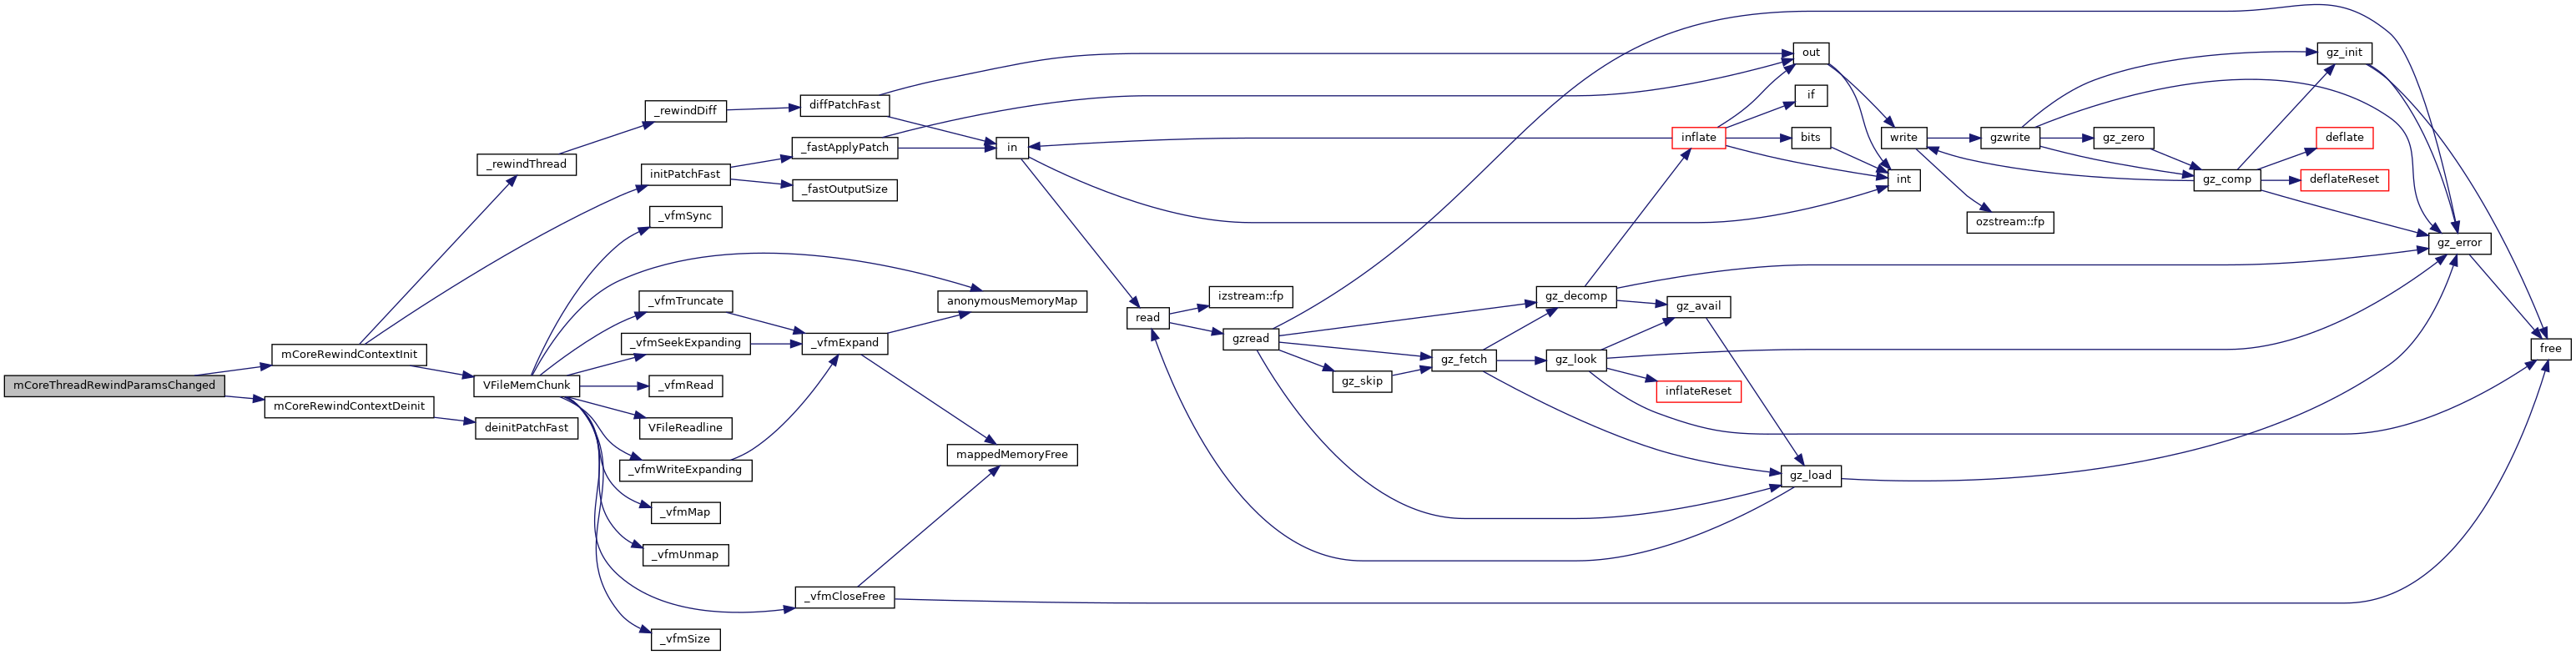 mCoreThreadRewindParamsChanged
mCoreRewindContextInit
mCoreRewindContextDeinit
_rewindThread
VFileMemChunk
deinitPatchFast
_rewindDiff
initPatchFast
_vfmSync
_vfmTruncate
_vfmSeekExpanding
_vfmRead
VFileReadline
_vfmWriteExpanding
_vfmMap
_vfmUnmap
_vfmSize
diffPatchFast
_fastApplyPatch
_fastOutputSize
_vfmExpand
_vfmCloseFree
in
anonymousMemoryMap
mappedMemoryFree
read
izstream::fp
gzread
gz_skip
gz_fetch
gz_decomp
gz_look
inflate
gz_avail
inflateReset
out
if
bits
gz_load
write
int
gzwrite
ozstream::fp
gz_zero
gz_comp
gz_init
deflate
deflateReset
gz_error
free